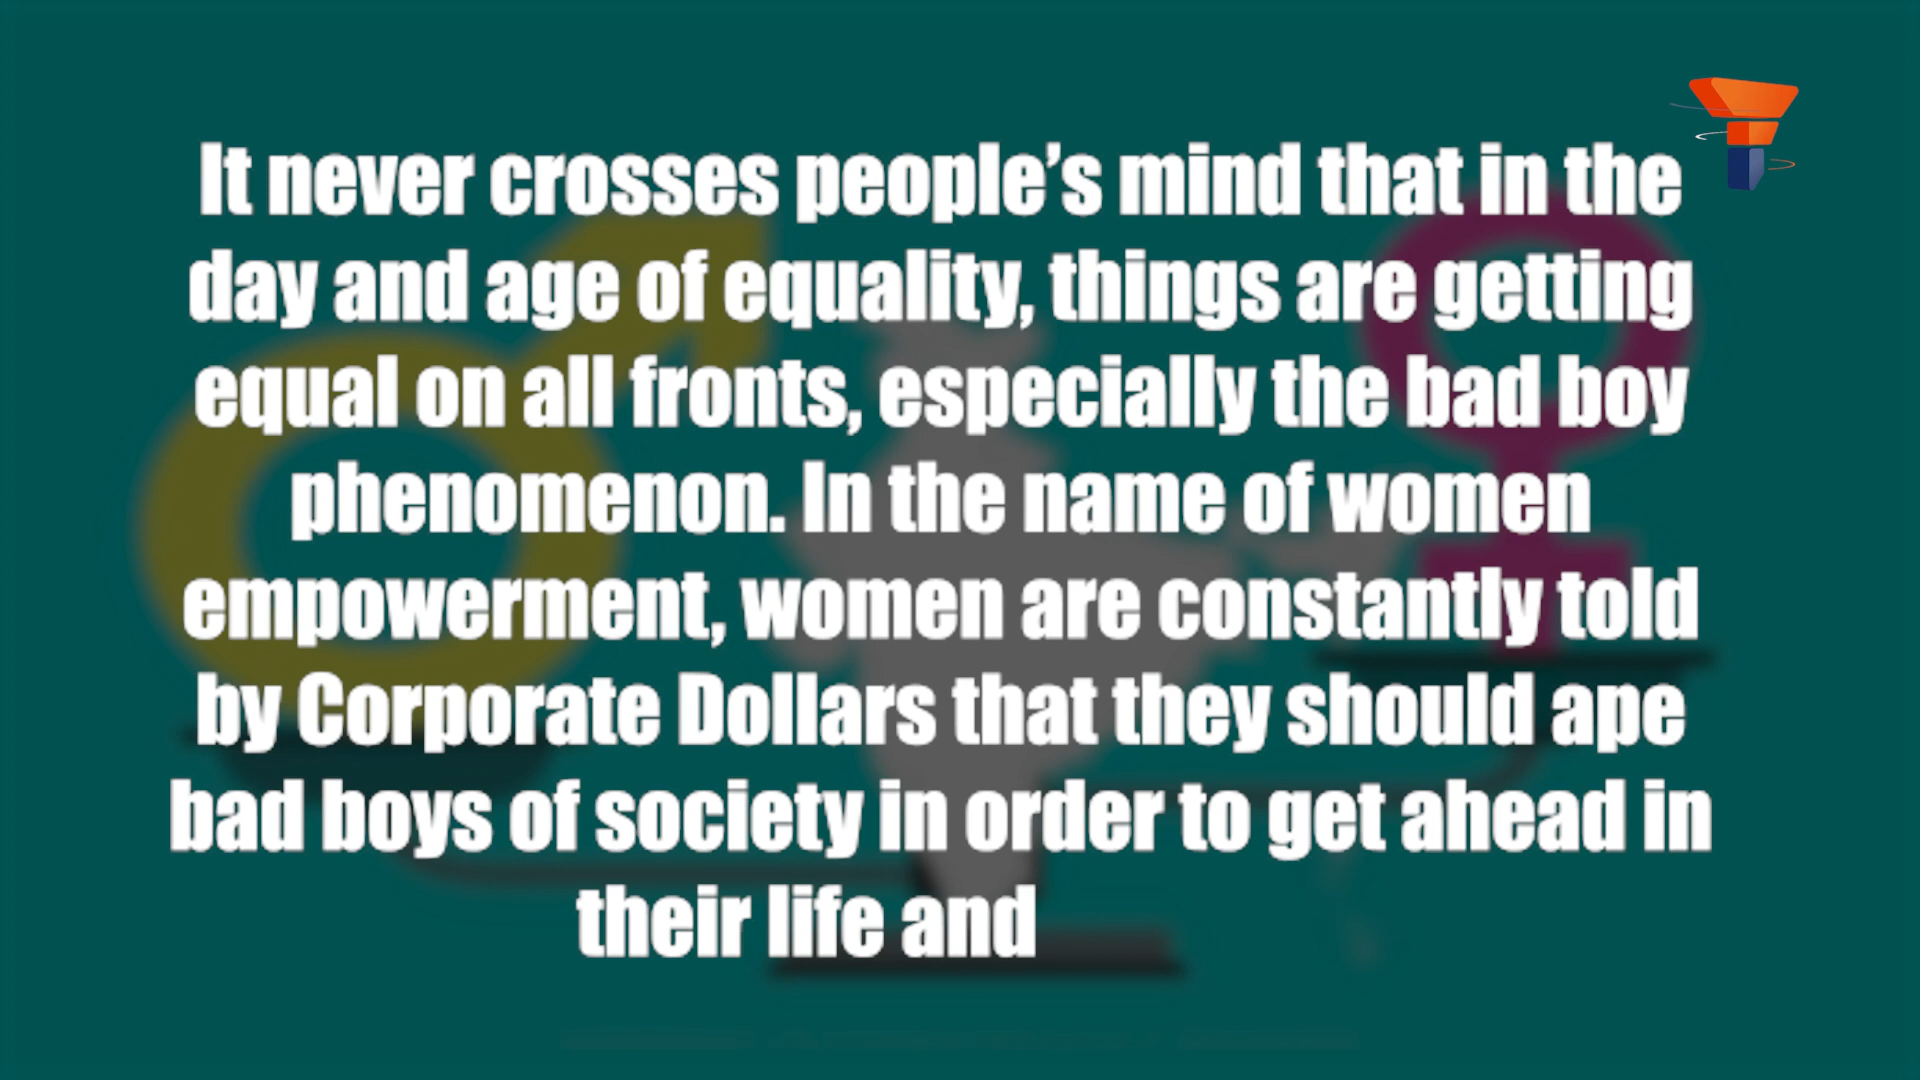 It never crosses people’s mind that in the
day and age of equality, things are getting
equal on all fronts, especially the bad boy
phenomenon. In the name of women
empowerment, women are constantly told
by Corporate Dollars that they should ape
bad boys of society in order to get ahead in
their life and